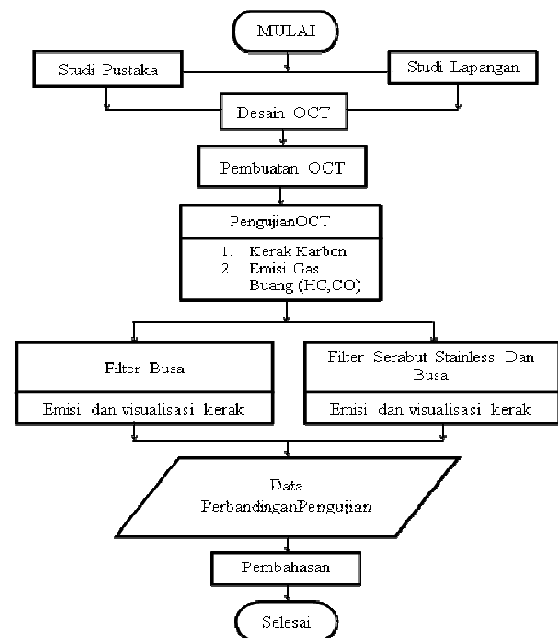 MULAI
Studi Pustaka
Studi Lapangan
Desain OCT
Pembuatan OCT
PengujianOCT
1. Kerak Karbon
2. Emisi Gas
Buang (HC,CO)
Filter Busa
Emisi dan visualisasi kerak
Filter Serabut Stainless Dan
Busa
Emisi dan visualisasi kerak
Data
PerbandinganPengujian
Pembahasan
Selesai